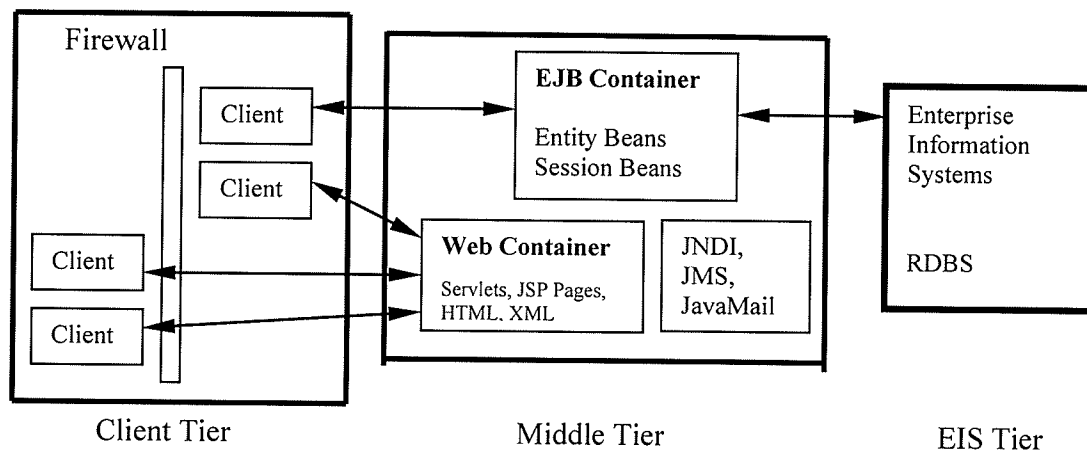 Firewall
Client
Client
Client
Client
Client Tier
EJB Container
Entity Beans
Session Beans
Web Container
Servlets, JSP Pages,
HTML, XML
JNDI,
JMS,
JavaMail
Middle Tier
Enterprise
Information
Systems
RDBS
EIS Tier